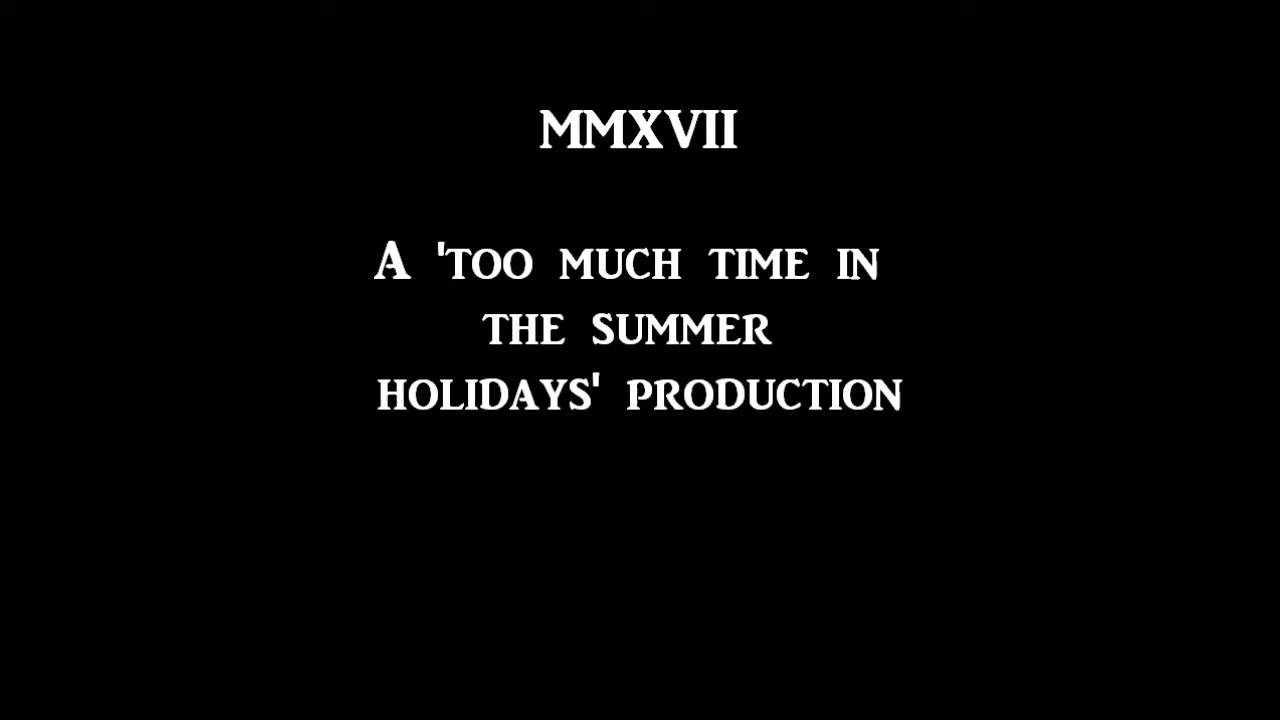 MMXVII
A 'TOO MUCH TIME IN
THE SUMMER
HOLIDAYS' PRODUCTION